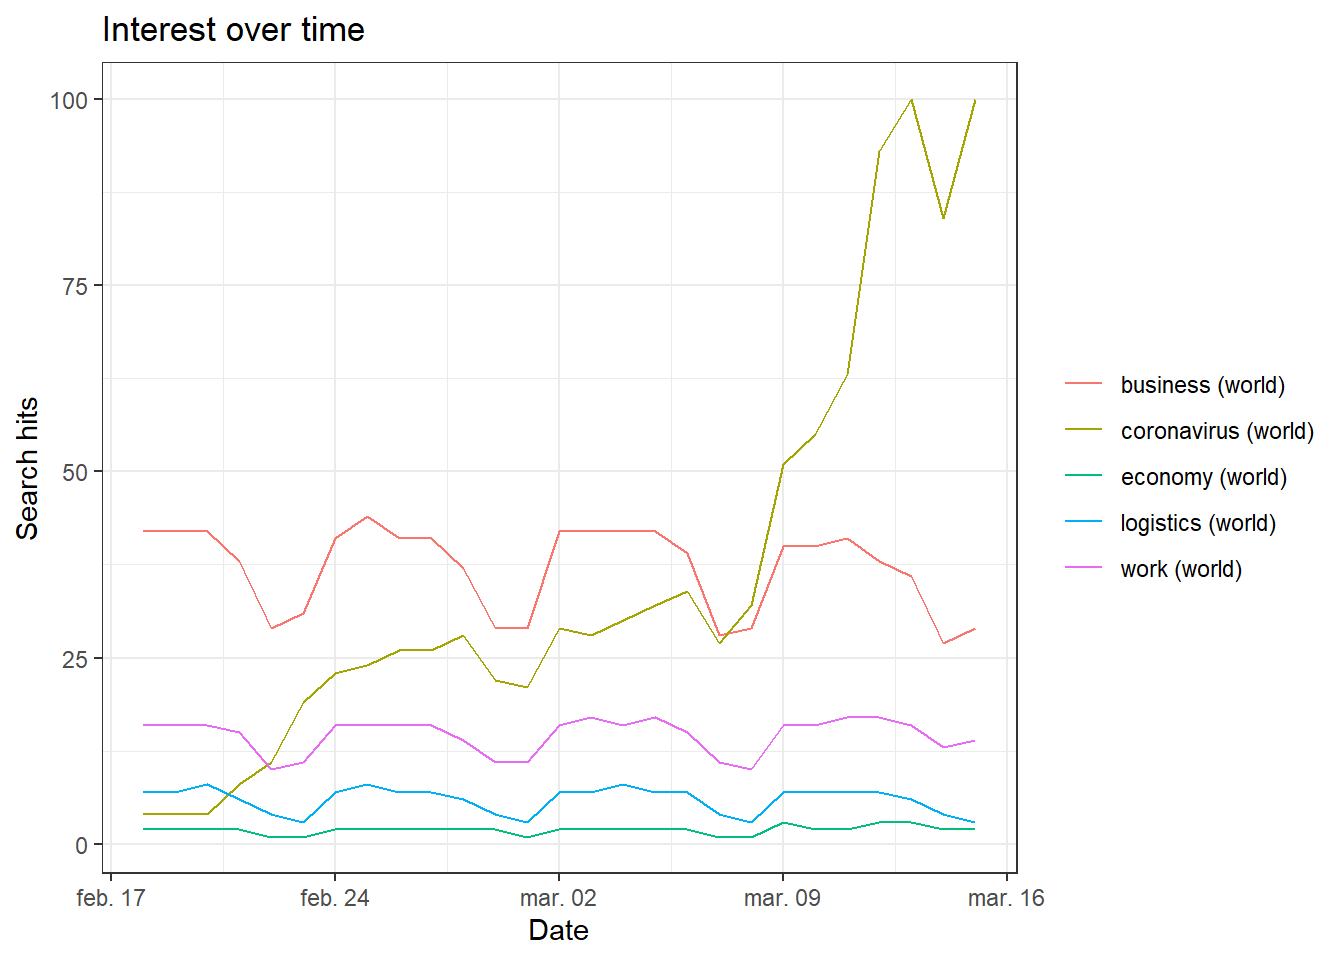 Interest over time
100
75
50
25
0
Search hits
feb. 17
feb. 24
mar. 02
mar. 09
mar. 16
Date
business (world)
coronavirus (world)
economy (world)
logistics (world)
work (world)